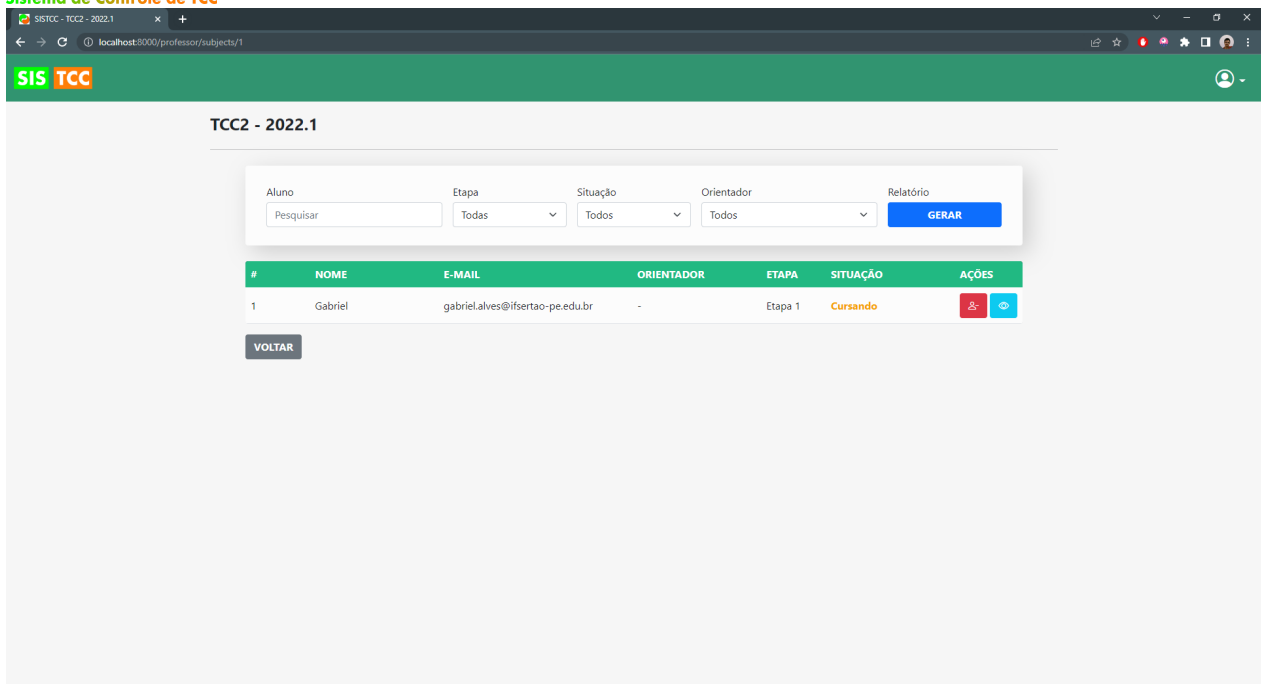 Sistema de Controle de TCC
SISTCC - TCC2 - 2022.1
localhost:8000/professor/subjects/1
SIS TCC
TCC2 - 2022.1
Aluno Etapa Situação Orientador Relatório
Pesquisar Todas Todos Todos GERAR
# NOME E-MAIL ORIENTADOR ETAPA SITUAÇÃO AÇÕES
1 Gabriel gabriel.alves@ifsertao-pe.edu.br - Etapa 1 Cursando
VOLTAR